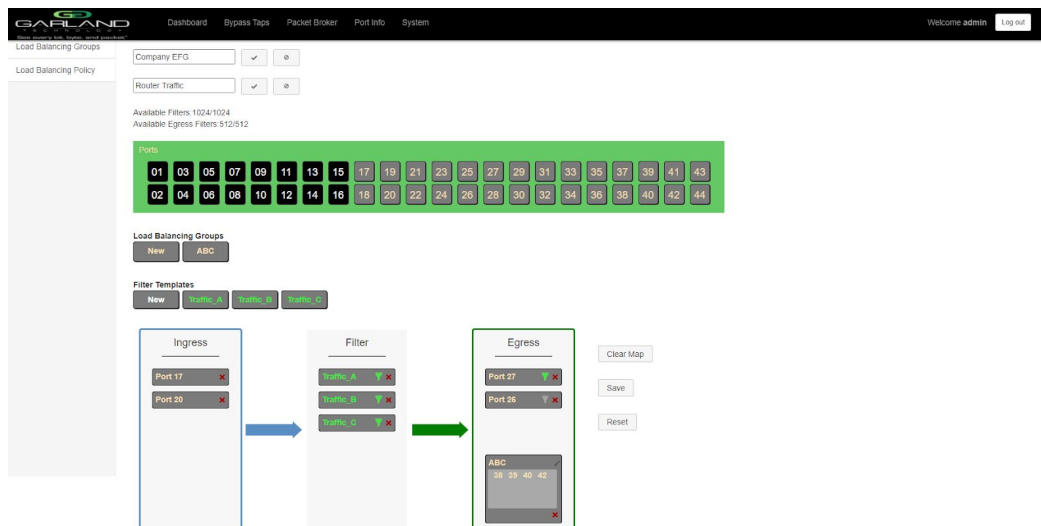 GARLAND
TECHNOLOGY
See every bit, byte, and packet
Dashboard Bypass Taps Packet Broker Port Info System
Welcome admin Log out
Load Balancing Groups
Load Balancing Policy
Company EFG
Router Traffic
Available Filters:1024/1024
Available Egress Filters:512/512
Ports
01 03 05 07 09 11 13 15 17 19 21 23 25 27 29 31 33 35 37 39 41 43
02 04 06 08 10 12 14 16 18 20 22 24 26 28 30 32 34 36 38 40 42 44
Load Balancing Groups
New ABC
Filter Templates
New Traffic_A Traffic_B Traffic_C
Ingress Filter Egress
Clear Map
Port 17 Traffic_A Port 27
Save
Port 20 Traffic_B Port 26
Traffic_C
Reset
ABC
38 39 40 42